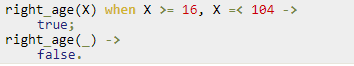 right_age(X) when X >= 16, X =< 104 ->
    true;
right_age(_) ->
    false.